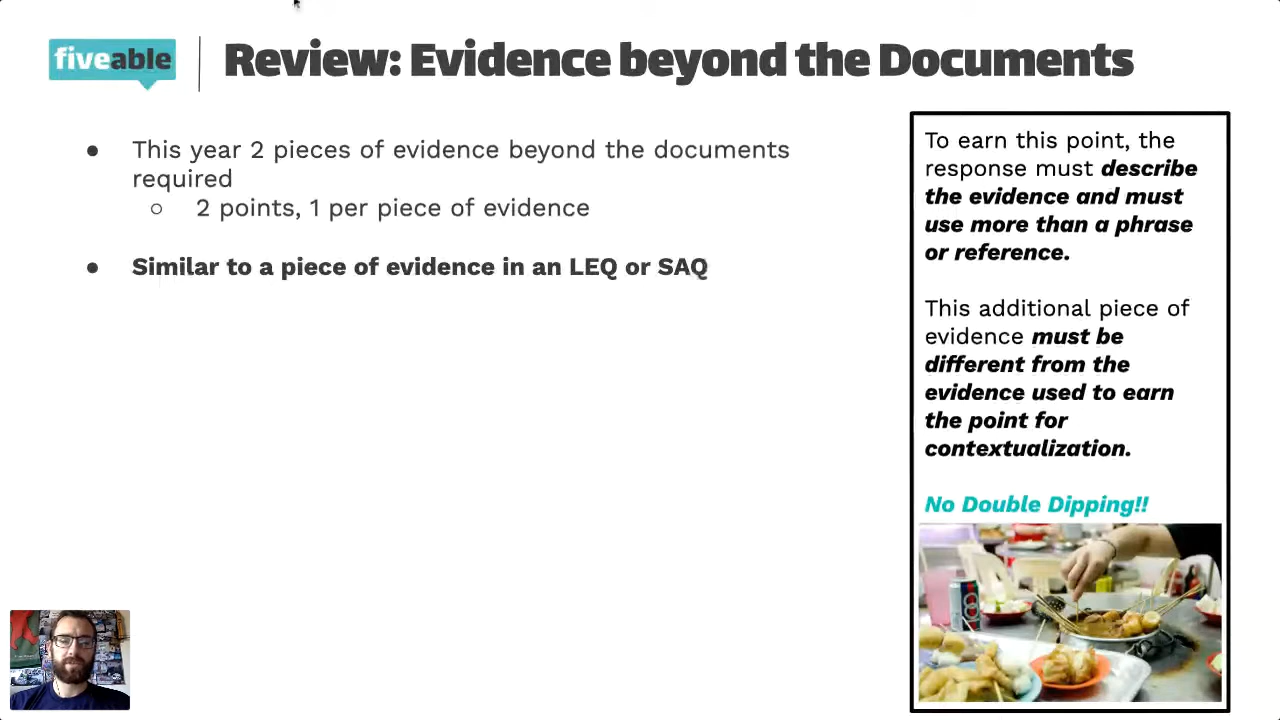 fiveable
Review: Evidence beyond the Documents
● This year 2 pieces of evidence beyond the documents
required
○ 2 points, 1 per piece of evidence
● Similar to a piece of evidence in an LEQ or SAQ
To earn this point, the
response must describe
the evidence and must
use more than a phrase
or reference.
This additional piece of
evidence must be
different from the
evidence used to earn
the point for
contextualization.
No Double Dipping!!